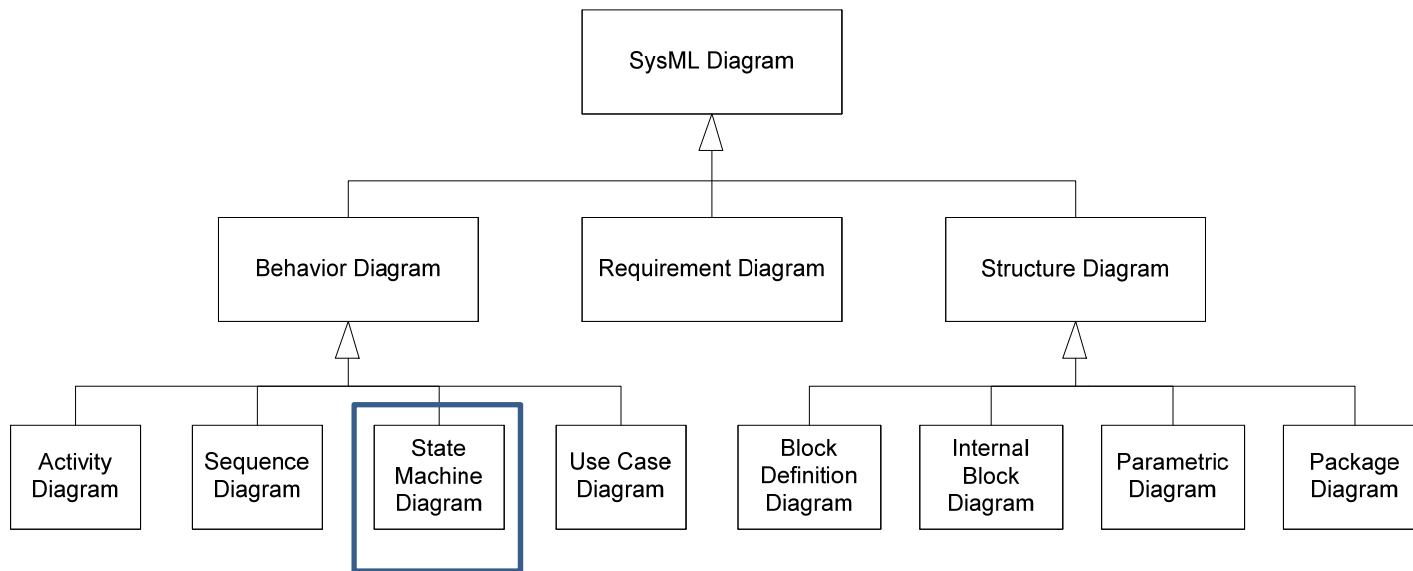 SysML Diagram
Behavior Diagram
Requirement Diagram
Structure Diagram
Activity
Diagram
Sequence
Diagram
State
Machine
Diagram
Use Case
Diagram
Block
Definition
Diagram
Internal
Block
Diagram
Parametric
Diagram
Package
Diagram